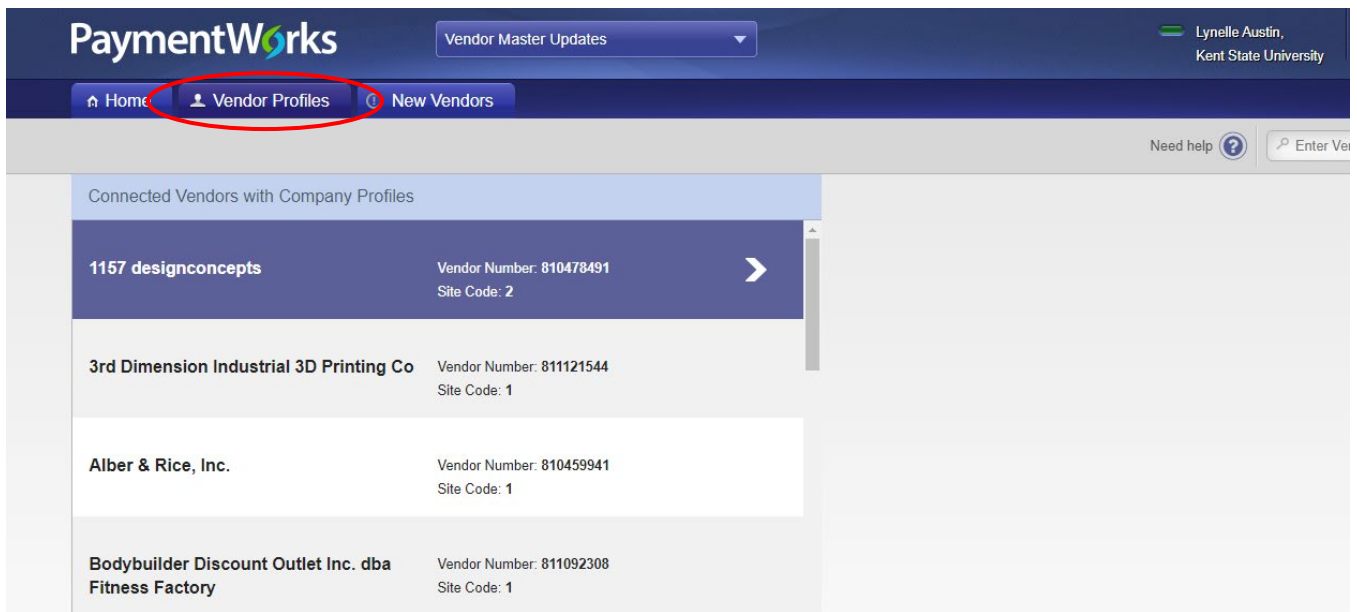 PaymentWorks
Vendor Master Updates
Lynelle Austin,
Kent State University
Home
Vendor Profiles
New Vendors
Need help
Enter Ver
Connected Vendors with Company Profiles
1157 designconcepts
Vendor Number: 810478491
Site Code: 2
3rd Dimension Industrial 3D Printing Co
Vendor Number: 811121544
Site Code: 1
Alber & Rice, Inc.
Vendor Number: 810459941
Site Code: 1
Bodybuilder Discount Outlet Inc. dba
Fitness Factory
Vendor Number: 811092308
Site Code: 1